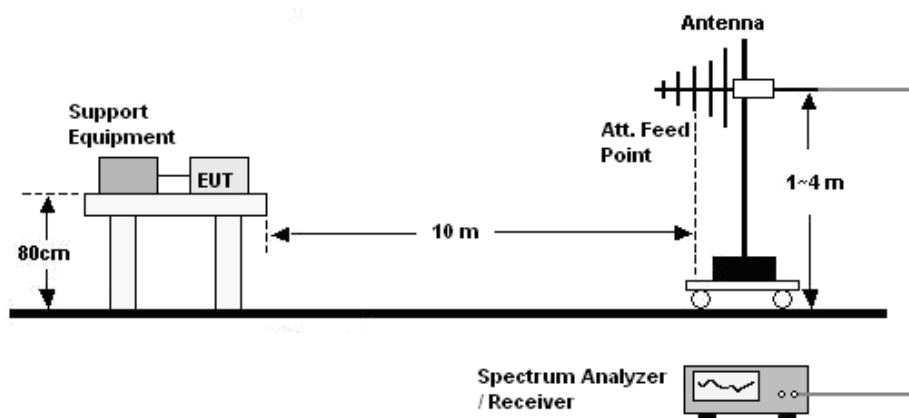 Antenna
Support
Equipment
Att. Feed
Point
EUT
1~4 m
10 m
80cm
Spectrum Analyzer
/ Receiver